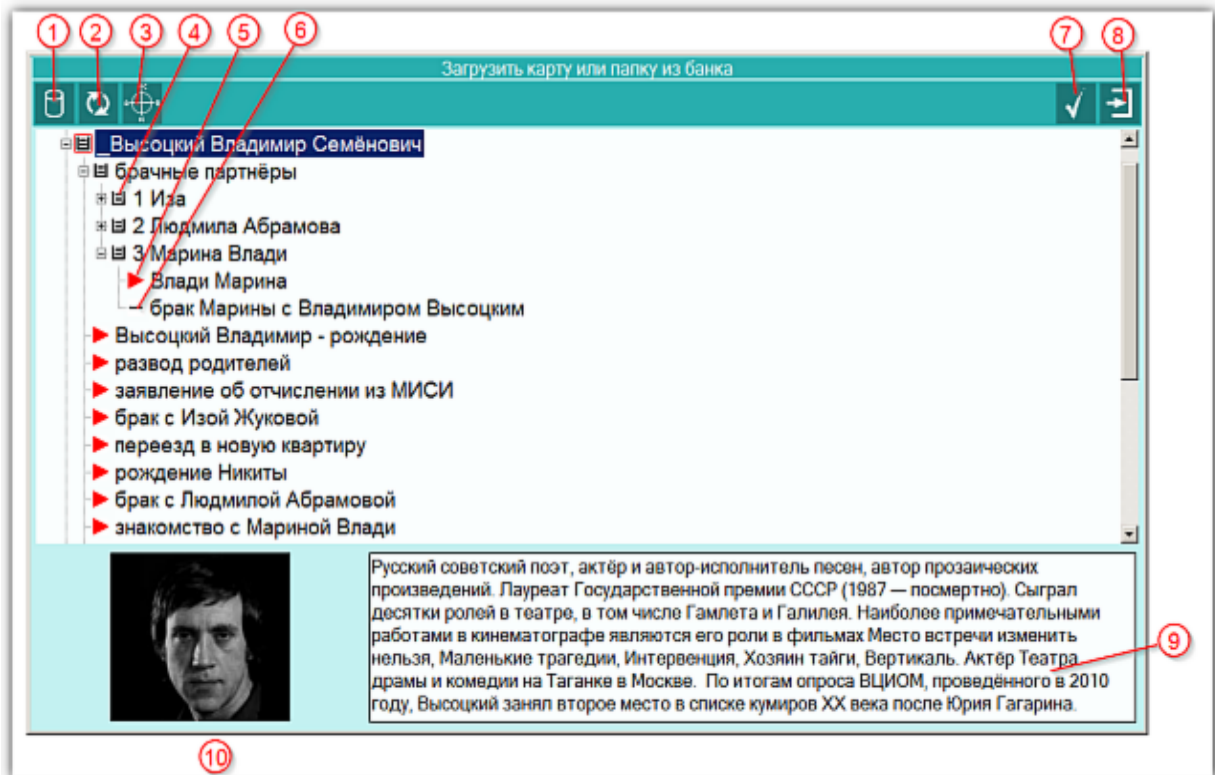 1 2 3 4 5 6 7 8
Загрузить карту или папку из банка
_Высоцкий Владимир Семёнович
брачные партнёры
1 Иза
2 Людмила Абрамова
3 Марина Влади
Влади Марина
брак Марины с Владимиром Высоцким
Высоцкий Владимир - рождение
развод родителей
заявление об отчислении из МИСИ
брак с Изой Жуковой
переезд в новую квартиру
рождение Никиты
брак с Людмилой Абрамовой
знакомство с Мариной Влади
Русский советский поэт, актёр и автор-исполнитель песен, автор прозаических
произведений. Лауреат Государственной премии СССР (1987 — посмертно). Сыграл
десятки ролей в театре, в том числе Гамлета и Галилея. Наиболее примечательными
работами в кинематографе являются его роли в фильмах Место встречи изменить
нельзя, Маленькие трагедии, Интервенция, Хозяин тайги, Вертикаль. Актёр Театра
драмы и комедии на Таганке в Москве. По итогам опроса ВЦИОМ, проведённого в 2010
году, Высоцкий занял второе место в списке кумиров XX века после Юрия Гагарина.
9
10